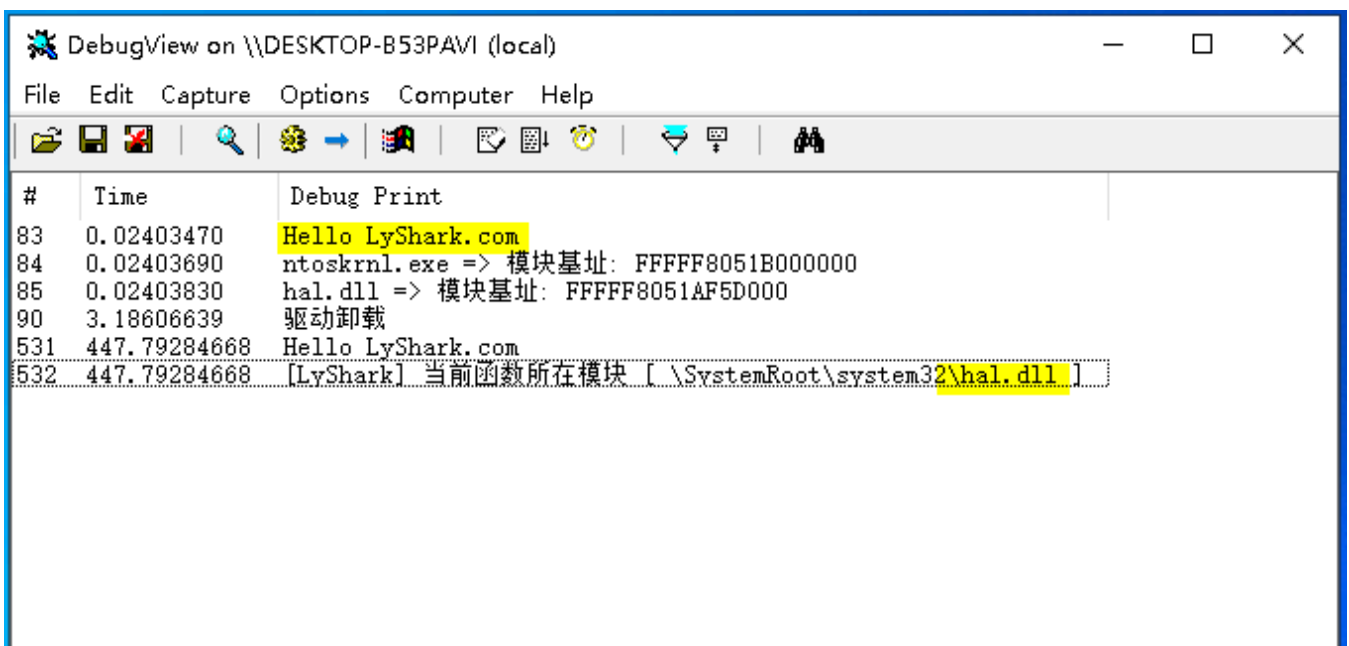 DebugView on \\DESKTOP-B53PAVI (local)
File Edit Capture Options Computer Help
# Time Debug Print
83 0.02403470 Hello LyShark.com
84 0.02403690 ntoskrnl.exe => 模块基址: FFFFF8051B000000
85 0.02403830 hal.dll => 模块基址: FFFFF8051AF5D000
90 3.18606639 驱动卸载
531 447.79284668 Hello LyShark.com
532 447.79284668 [LyShark] 当前函数所在模块 [ \SystemRoot\system32\hal.dll ]